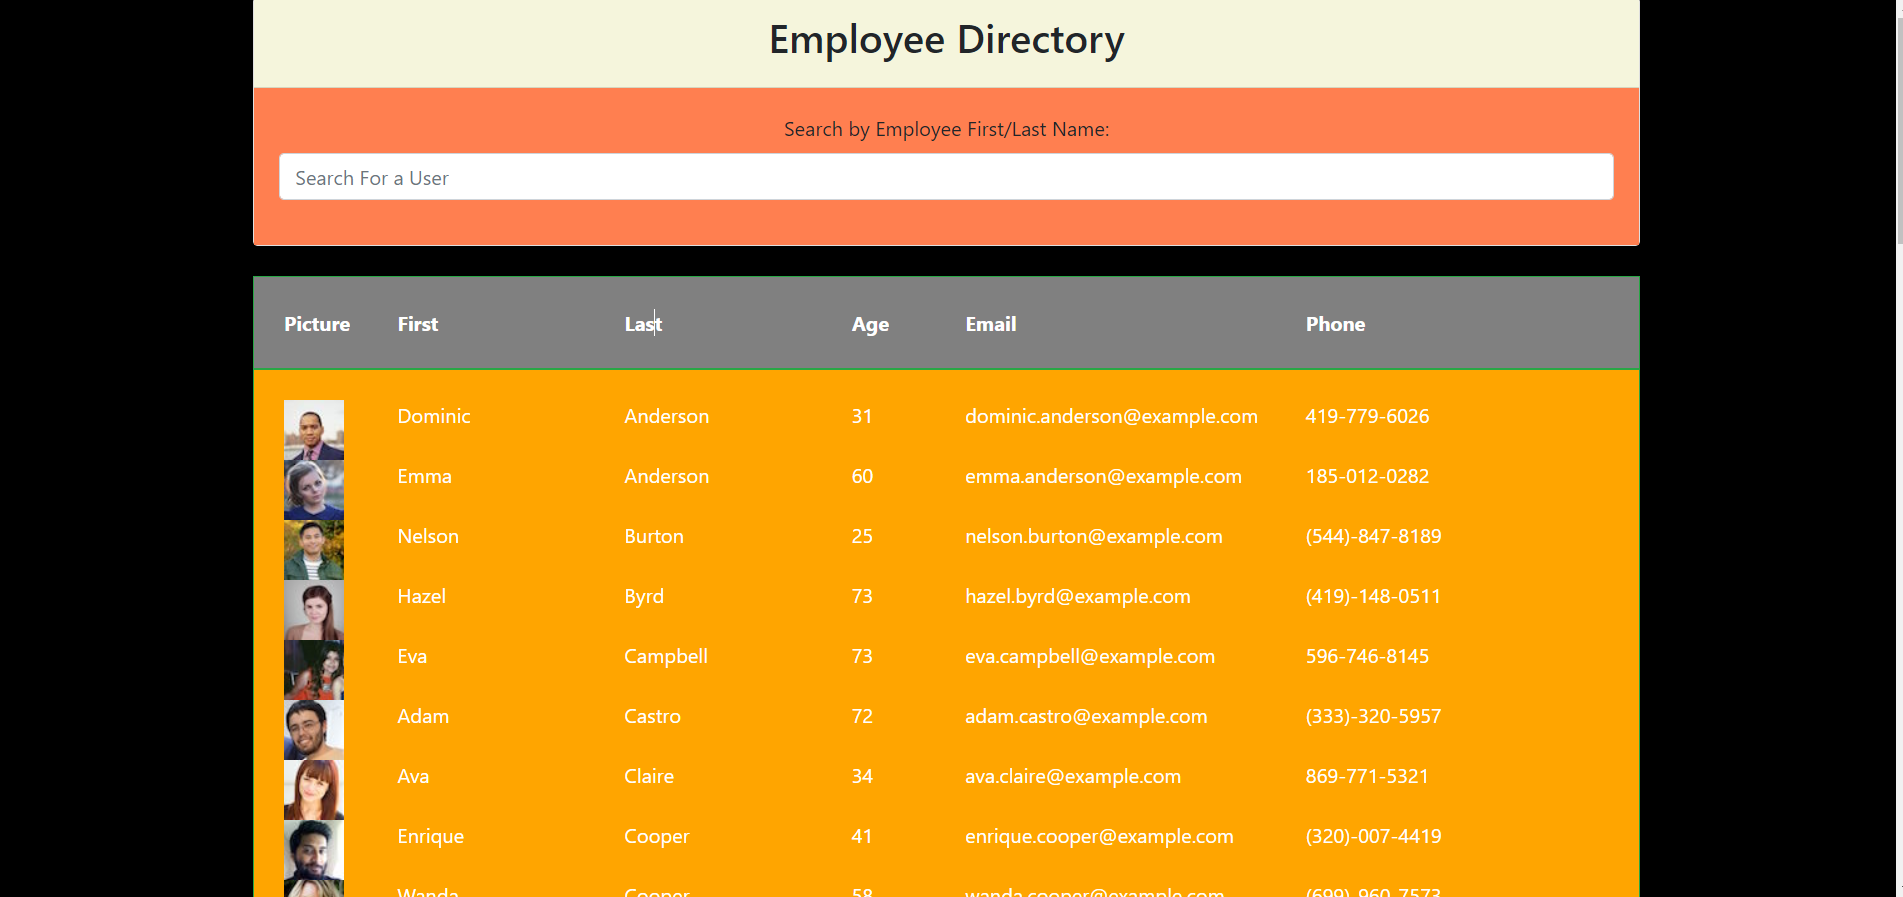 Employee Directory
Search by Employee First/Last Name:
Search For a User
Picture First Last Age Email Phone
Dominic Anderson 31 dominic.anderson@example.com 419-779-6026
Emma Anderson 60 emma.anderson@example.com 185-012-0282
Nelson Burton 25 nelson.burton@example.com (544)-847-8189
Hazel Byrd 73 hazel.byrd@example.com (419)-148-0511
Eva Campbell 73 eva.campbell@example.com 596-746-8145
Adam Castro 72 adam.castro@example.com (333)-320-5957
Ava Claire 34 ava.claire@example.com 869-771-5321
Enrique Cooper 41 enrique.cooper@example.com (320)-007-4419
Wanda Cooper 58 wanda.cooper@example.com (699)-960-7573